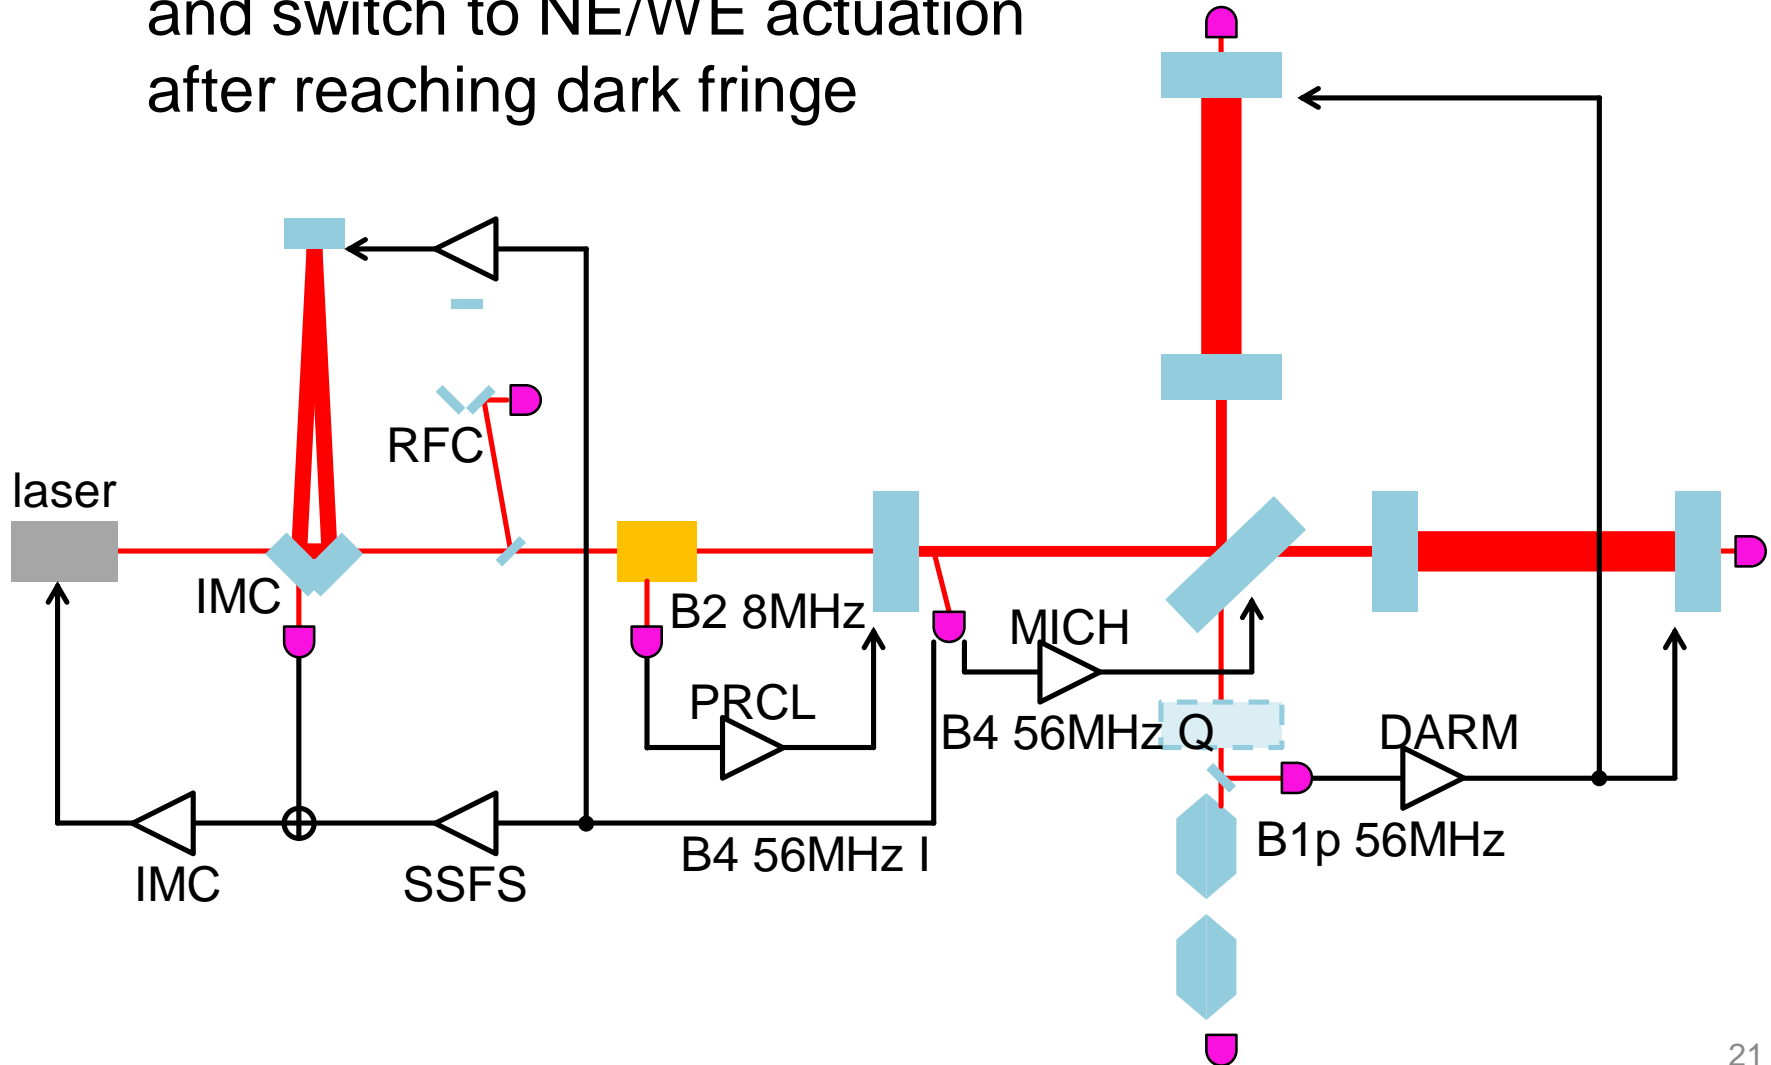 and switch to NE/WE actuation
after reaching dark fringe
RFC
laser
IMC
B2 8MHz
MICH
PRCL
B4 56MHz Q
DARM
B4 56MHz I
B1p 56MHz
IMC
SSFS
21